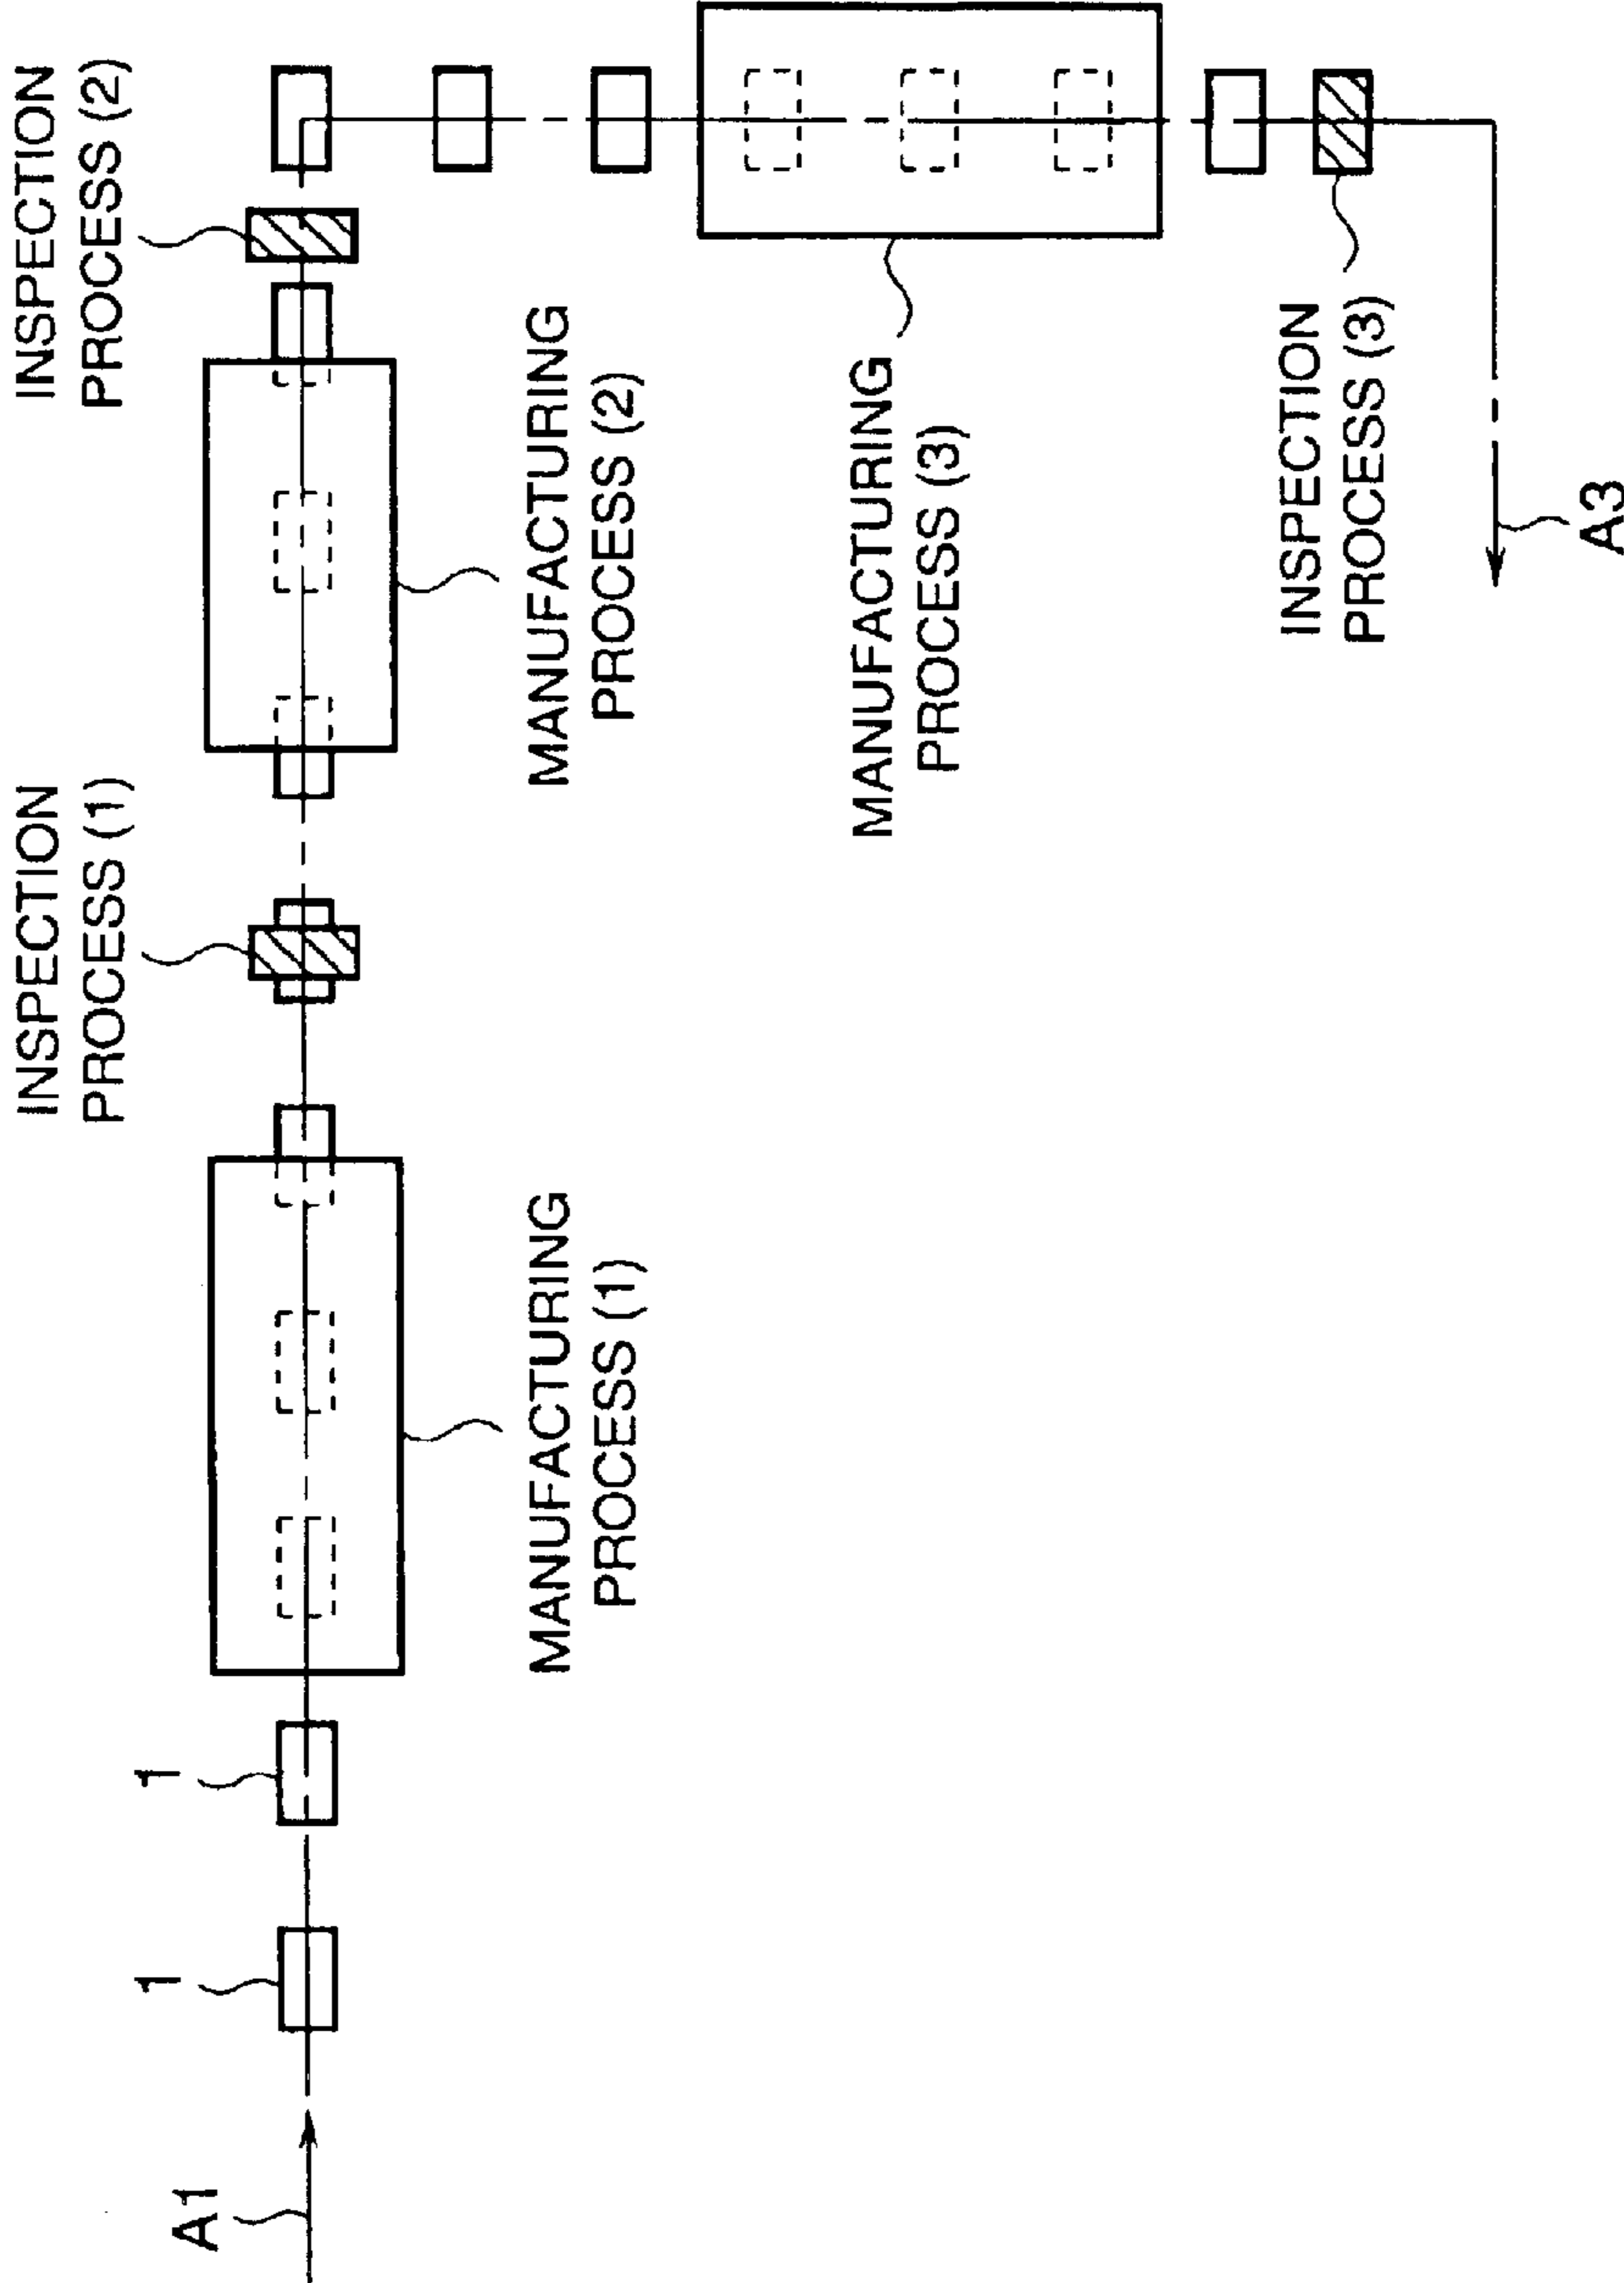 A1
1
1
MANUFACTURING
PROCESS (1)
INSPECTION
PROCESS (1)
MANUFACTURING
PROCESS (2)
INSPECTION
PROCESS (2)
MANUFACTURING
PROCESS (3)
INSPECTION
PROCESS (3)
A3